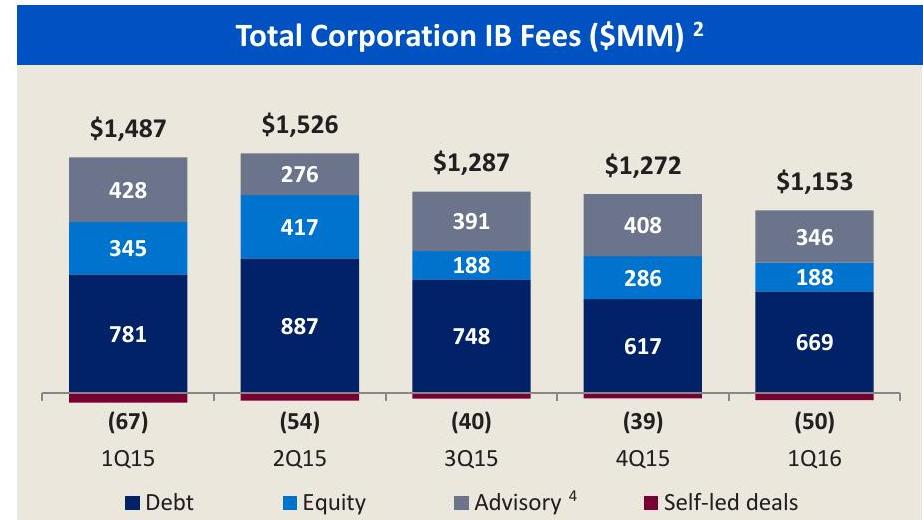 Total Corporation IB Fees ($MM) 2
$1,487 $1,526 $1,287 $1,272 $1,153
428 276 391 408 346
345 417 188 286 188
781 887 748 617 669
(67) (54) (40) (39) (50)
1Q15 2Q15 3Q15 4Q15 1Q16
Debt Equity Advisory 4 Self-led deals